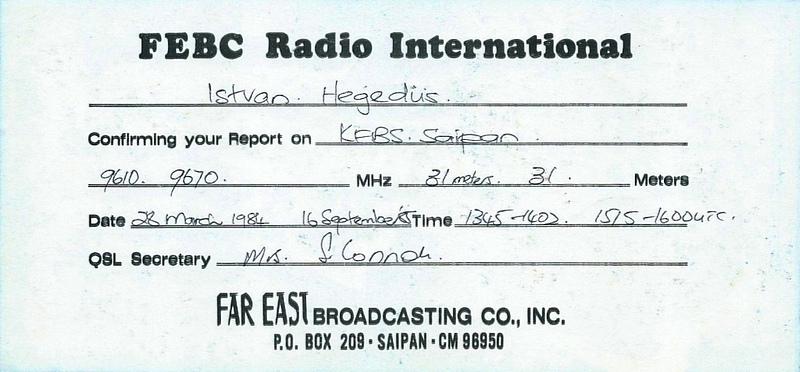 FEBC Radio International
Istvan. Hegedüs.
Confirming your Report on KFBS. Saipan.
9610. 9670. MHz 31 meters. 31. Meters
Date 28 March 1984 16 September Time 1345-1402. 1515-1600 UTC.
QSL Secretary Mrs. S Connor.
FAR EAST BROADCASTING CO., INC.
P.O. BOX 209 · SAIPAN · CM 96950